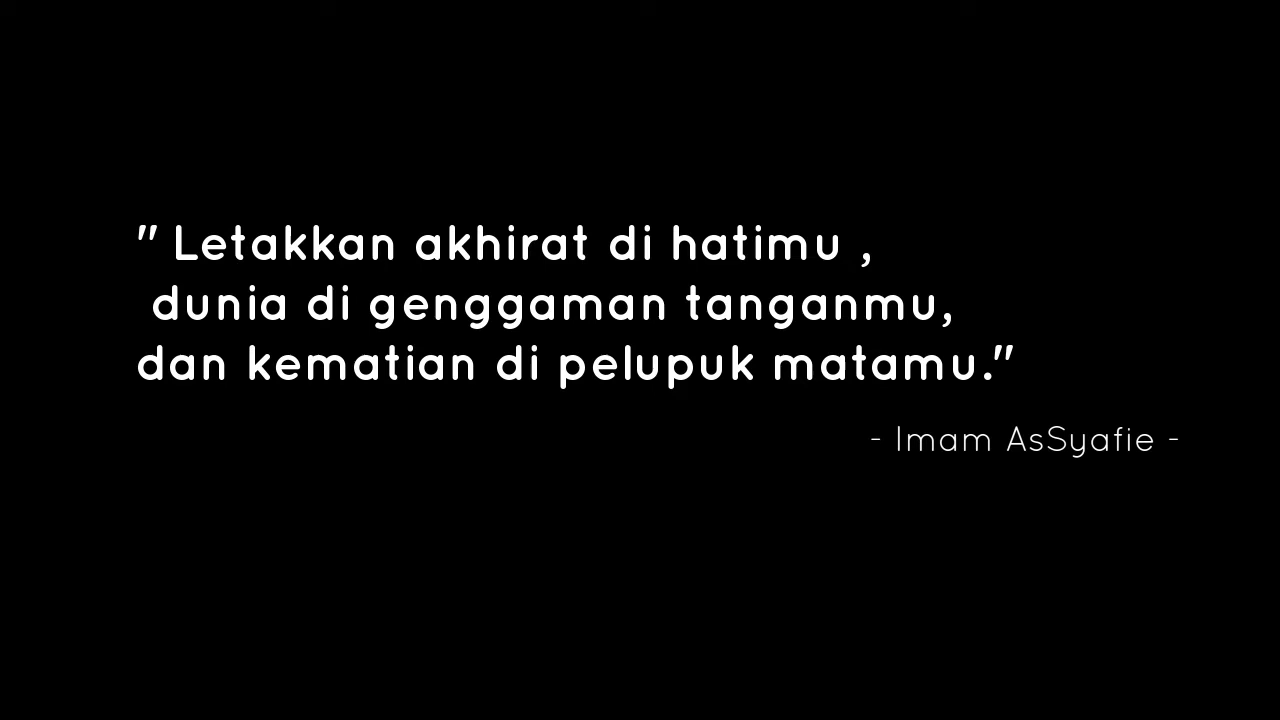 " Letakkan akhirat di hatimu ,
dunia di genggaman tanganmu,
dan kematian di pelupuk matamu."
- Imam AsSyafie -